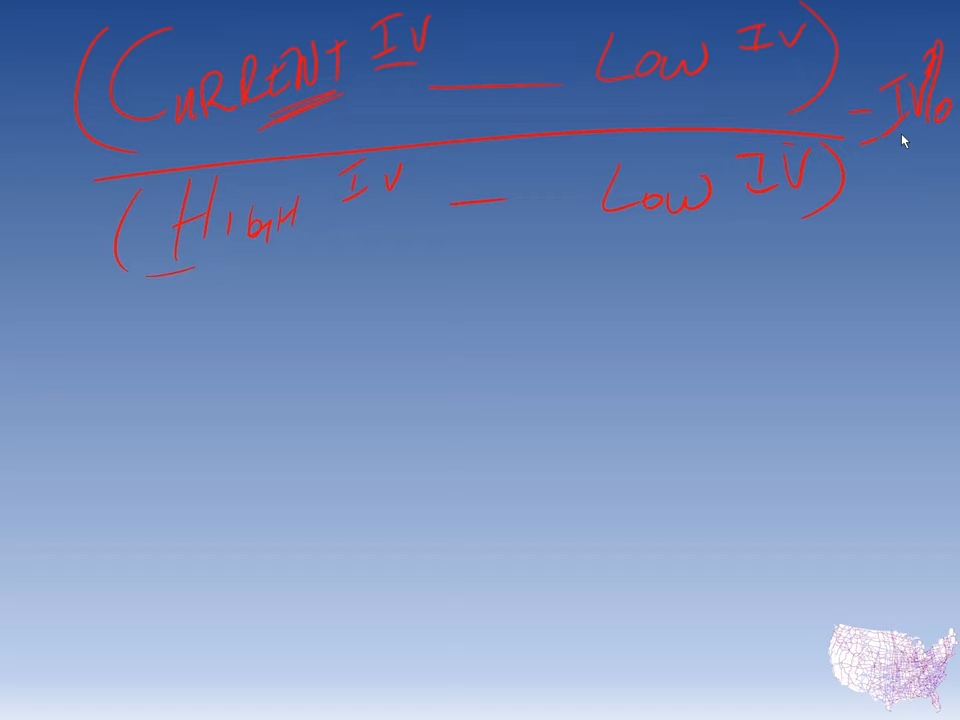 (CURRENT IV — LOW IV)
(HIGH IV — LOW IV) = IV%